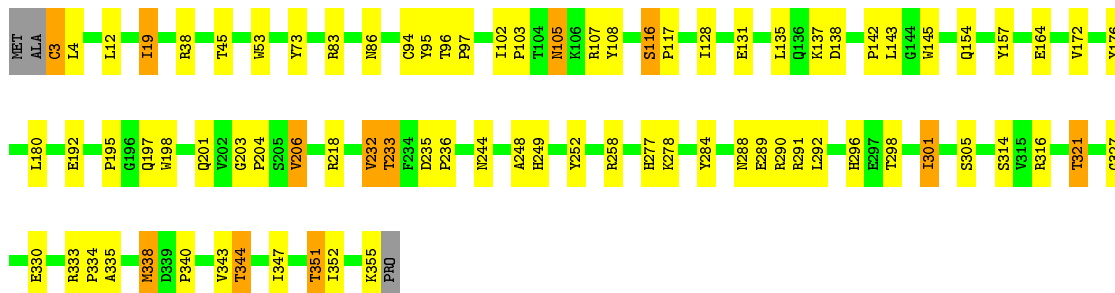 MET ALA C3 L4 L12 I19 R38 T45 W53 Y73 R83 N86 C94 Y95 T96 P97 I102 P103 T104 N105 K106 R107 Y108 S116 P117 I128 E131 L135 Q136 K137 D138 P142 L143 G144 W145 Q154 Y157 E164 V172
L180 E192 P195 G196 Q197 W198 Q201 V202 G203 P204 S205 V206 R218 V232 T233 F234 D235 P236 N244 A248 H249 Y252 R258 H277 K278 Y284 N288 E289 R290 R291 L292 H296 E297 T298 I301 S305 S314 V315 R316 T321
E330 R333 P334 A335 M338 D339 P340 V343 T344 I347 T351 I352 K355 PRO